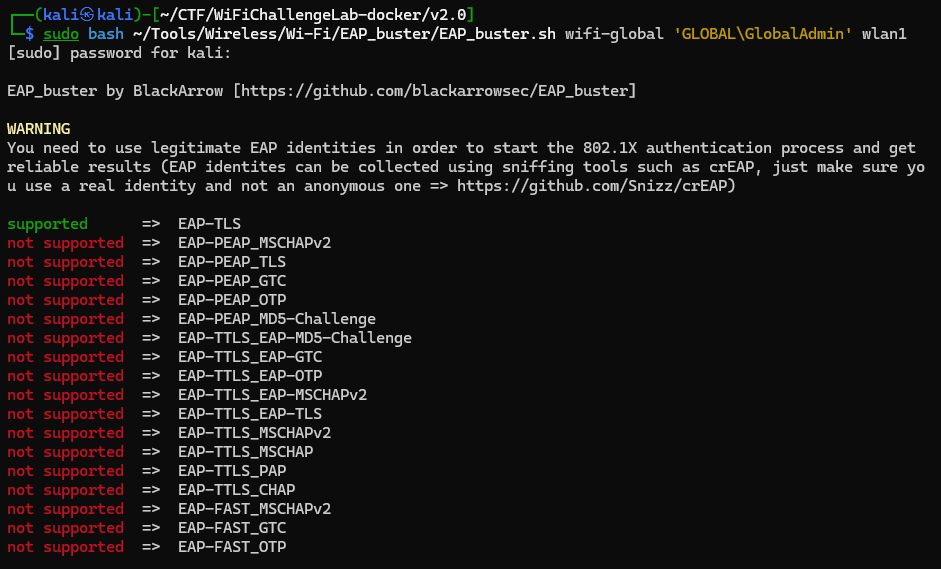 ┌──(kali㉿kali)-[~/CTF/WiFiChallengeLab-docker/v2.0]
└─$ sudo bash ~/Tools/Wireless/Wi-Fi/EAP_buster/EAP_buster.sh wifi-global 'GLOBAL\GlobalAdmin' wlan1
[sudo] password for kali:
EAP_buster by BlackArrow [https://github.com/blackarrowsec/EAP_buster]
WARNING
You need to use legitimate EAP identities in order to start the 802.1X authentication process and get
reliable results (EAP identites can be collected using sniffing tools such as crEAP, just make sure yo
u use a real identity and not an anonymous one => https://github.com/Snizz/crEAP)
supported      =>  EAP-TLS
not supported  =>  EAP-PEAP_MSCHAPv2
not supported  =>  EAP-PEAP_TLS
not supported  =>  EAP-PEAP_GTC
not supported  =>  EAP-PEAP_OTP
not supported  =>  EAP-PEAP_MD5-Challenge
not supported  =>  EAP-TTLS_EAP-MD5-Challenge
not supported  =>  EAP-TTLS_EAP-GTC
not supported  =>  EAP-TTLS_EAP-OTP
not supported  =>  EAP-TTLS_EAP-MSCHAPv2
not supported  =>  EAP-TTLS_EAP-TLS
not supported  =>  EAP-TTLS_MSCHAPv2
not supported  =>  EAP-TTLS_MSCHAP
not supported  =>  EAP-TTLS_PAP
not supported  =>  EAP-TTLS_CHAP
not supported  =>  EAP-FAST_MSCHAPv2
not supported  =>  EAP-FAST_GTC
not supported  =>  EAP-FAST_OTP